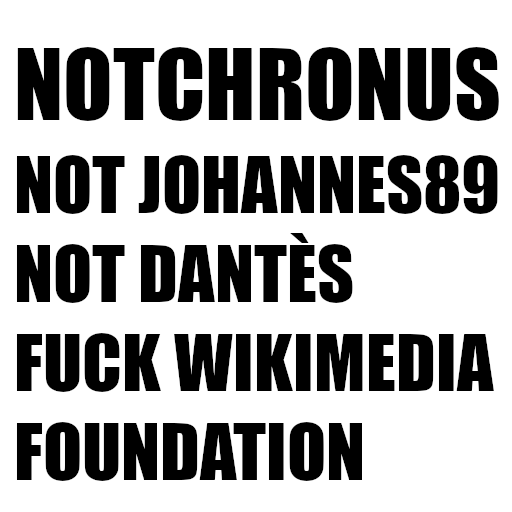 NOTCHRONUS
NOT JOHANNES89
NOT DANTÈS
FUCK WIKIMEDIA
FOUNDATION